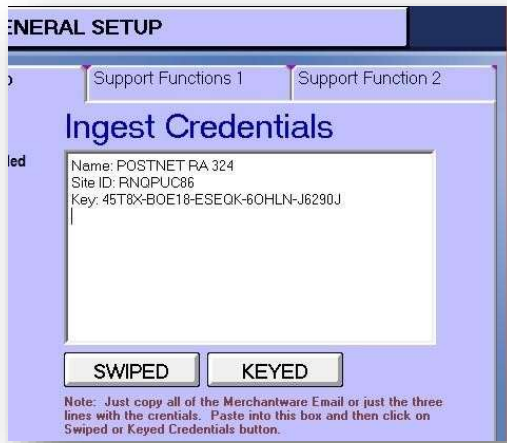 ENERAL SETUP
Support Functions 1
Support Function 2
Ingest Credentials
led
Name: POSTNET RA 324
Site ID: RNQPUC86
Key: 45T8X-BOE18-ESEQK-6OHLN-J6290J
SWIPED
KEYED
Note: Just copy all of the Merchantware Email or just the three
lines with the crentials. Paste into this box and then click on
Swiped or Keyed Credentials button.